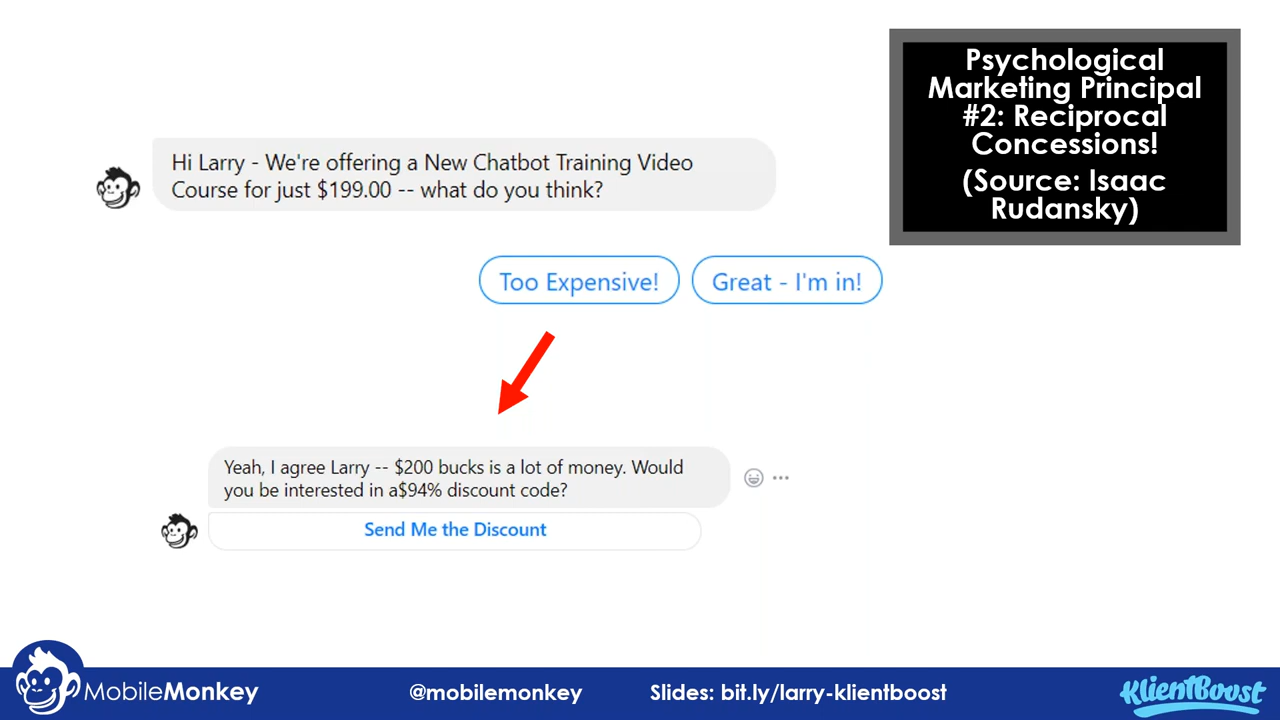 Psychological
Marketing Principal
#2: Reciprocal
Concessions!
(Source: Isaac
Rudansky)
Hi Larry - We're offering a New Chatbot Training Video
Course for just $199.00 -- what do you think?
Too Expensive!
Great - I'm in!
Yeah, I agree Larry -- $200 bucks is a lot of money. Would
you be interested in a$94% discount code?
Send Me the Discount
MobileMonkey
@mobilemonkey
Slides: bit.ly/larry-klientboost
KlientBoost